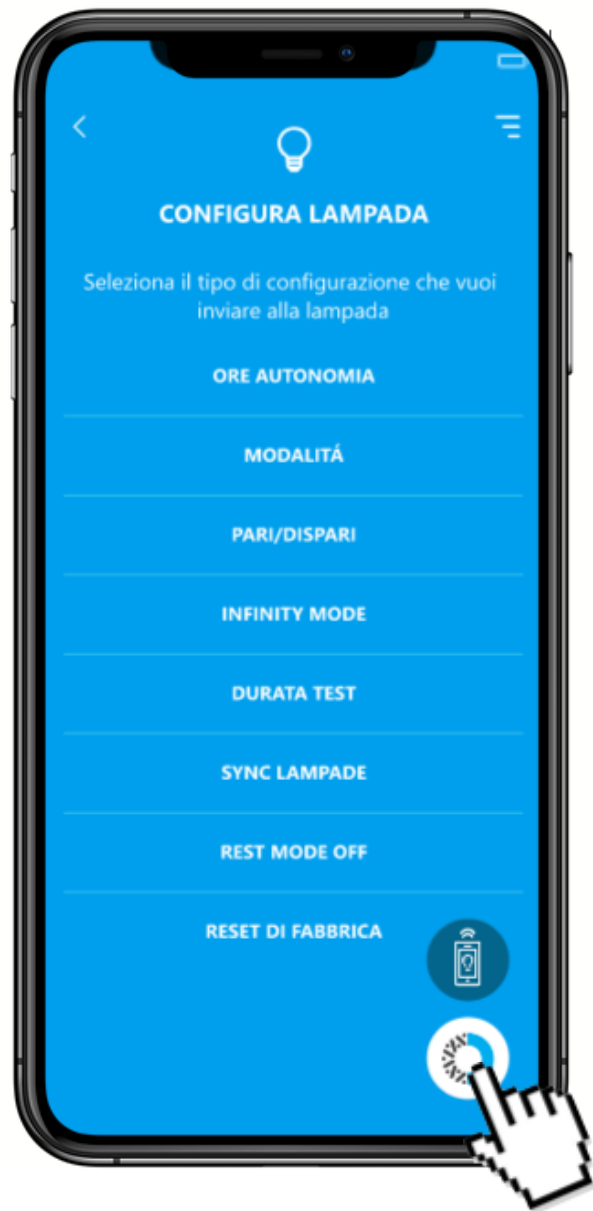 CONFIGURA LAMPADA
Seleziona il tipo di configurazione che vuoi
inviare alla lampada
ORE AUTONOMIA
MODALITÁ
PARI/DISPARI
INFINITY MODE
DURATA TEST
SYNC LAMPADE
REST MODE OFF
RESET DI FABBRICA